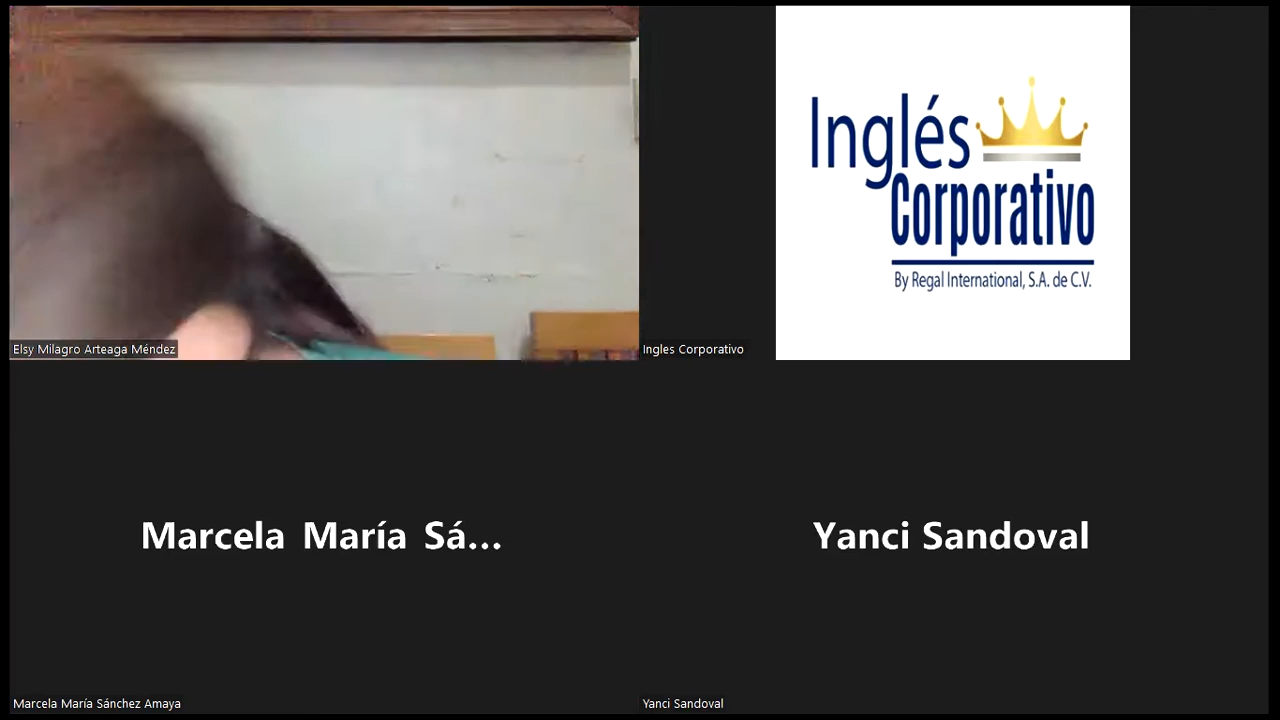 Inglés
Corporativo
By Regal International, S.A. de C.V.
Elsy Milagro Arteaga Méndez
Ingles Corporativo
Marcela María Sá...
Yanci Sandoval
Marcela María Sánchez Amaya
Yanci Sandoval